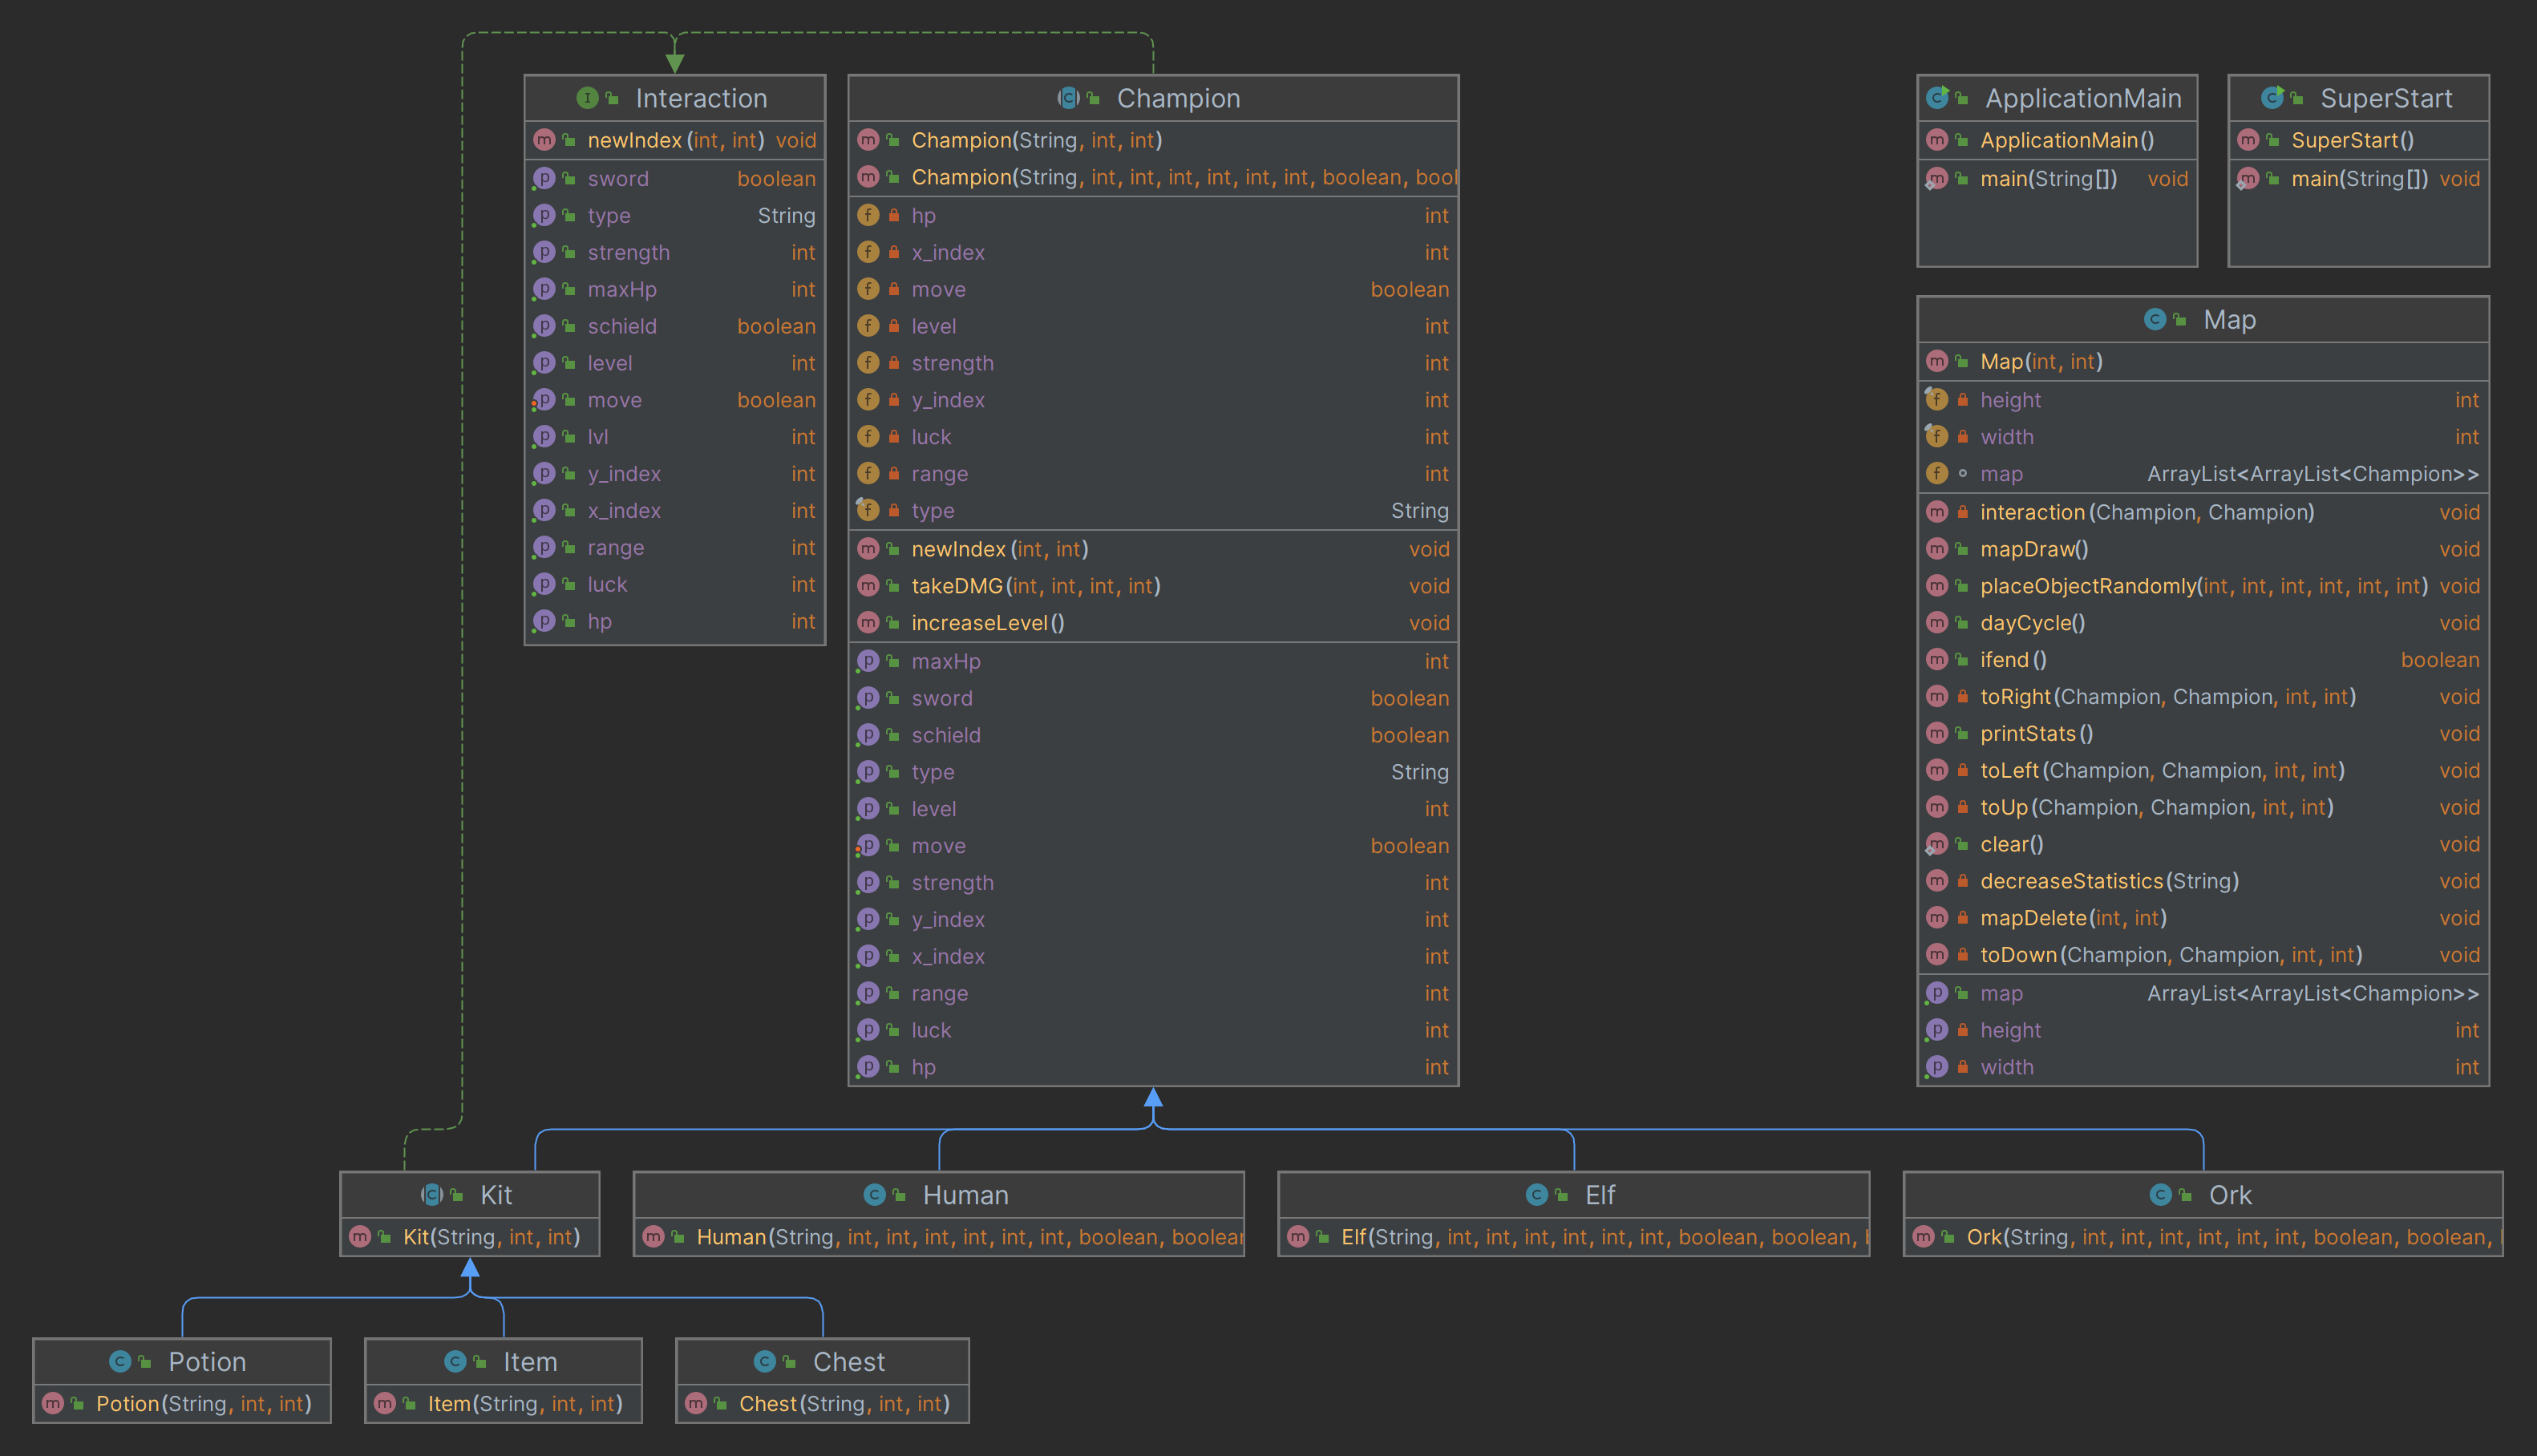 Interaction
newIndex(int, int) void
sword boolean
type String
strength int
maxHp int
schield boolean
level int
move boolean
lvl int
y_index int
x_index int
range int
luck int
hp int
Champion
Champion(String, int, int)
Champion(String, int, int, int, int, int, int, boolean, bool
hp int
x_index int
move boolean
level int
strength int
y_index int
luck int
range int
type String
newIndex(int, int) void
takeDMG(int, int, int, int) void
increaseLevel() void
maxHp int
sword boolean
schield boolean
type String
level int
move boolean
strength int
y_index int
x_index int
range int
luck int
hp int
ApplicationMain
ApplicationMain()
main(String[]) void
SuperStart
SuperStart()
main(String[]) void
Map
Map(int, int)
height int
width int
map ArrayList<ArrayList<Champion>>
interaction(Champion, Champion) void
mapDraw() void
placeObjectRandomly(int, int, int, int, int, int) void
dayCycle() void
ifend() boolean
toRight(Champion, Champion, int, int) void
printStats() void
toLeft(Champion, Champion, int, int) void
toUp(Champion, Champion, int, int) void
clear() void
decreaseStatistics(String) void
mapDelete(int, int) void
toDown(Champion, Champion, int, int) void
map ArrayList<ArrayList<Champion>>
height int
width int
Kit
Kit(String, int, int)
Human
Human(String, int, int, int, int, int, int, boolean, boolear
Elf
Elf(String, int, int, int, int, int, int, boolean, boolean,
Ork
Ork(String, int, int, int, int, int, int, boolean, boolean,
Potion
Potion(String, int, int)
Item
Item(String, int, int)
Chest
Chest(String, int, int)